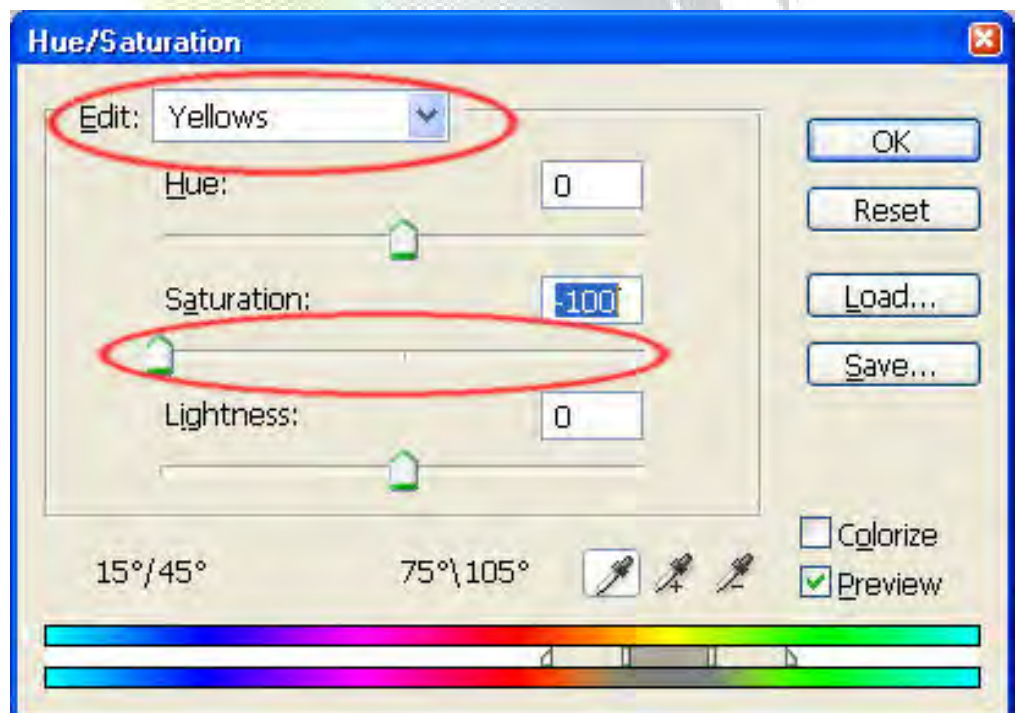 Hue/Saturation
Edit: Yellows
OK
Hue: 0
Reset
Saturation: -100
Load...
Save...
Lightness: 0
Colorize
15°/45° 75°\105°
Preview